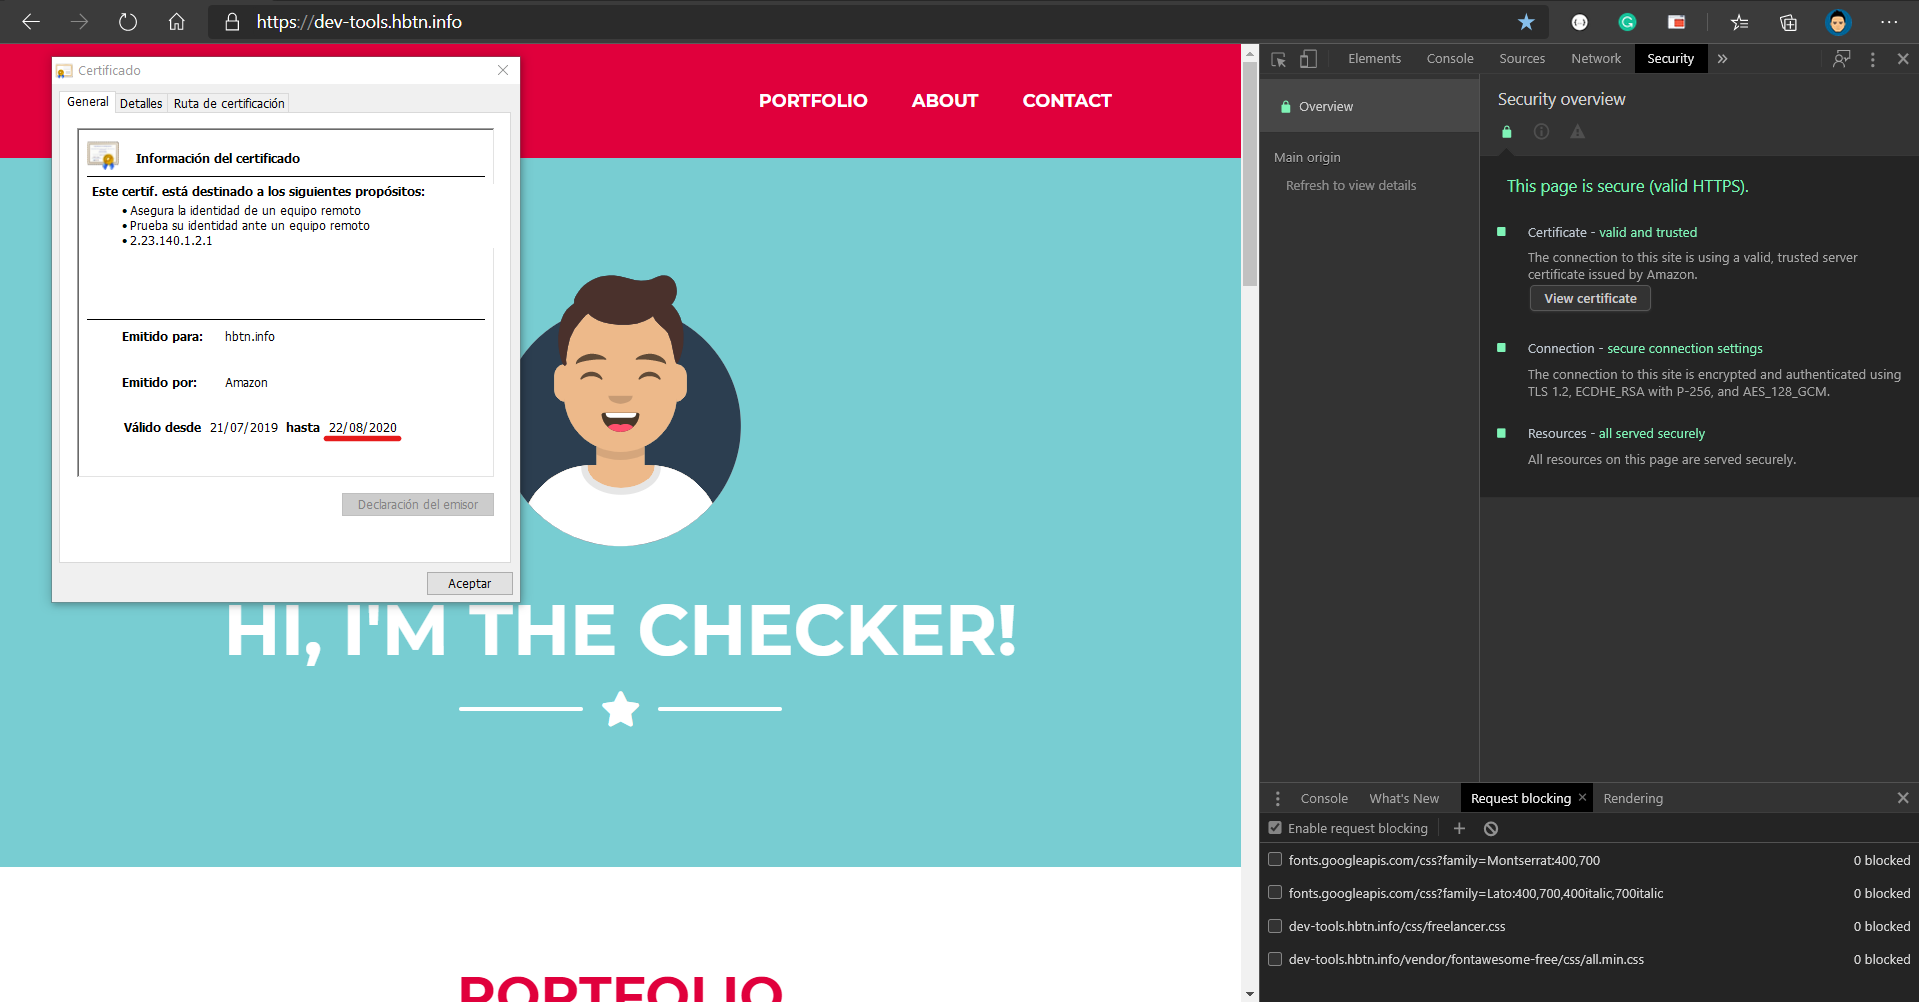 https://dev-tools.hbtn.info
Certificado
General
Detalles
Ruta de certificación
Información del certificado
Este certif. está destinado a los siguientes propósitos:
• Asegura la identidad de un equipo remoto
• Prueba su identidad ante un equipo remoto
• 2.23.140.1.2.1
Emitido para: hbtn.info
Emitido por: Amazon
Válido desde 21/07/2019 hasta 22/08/2020
Declaración del emisor
Aceptar
PORTFOLIO ABOUT CONTACT
HI, I'M THE CHECKER!
PORTFOLIO
Elements Console Sources Network Security
Overview
Main origin
Refresh to view details
Security overview
This page is secure (valid HTTPS).
Certificate - valid and trusted
The connection to this site is using a valid, trusted server
certificate issued by Amazon.
View certificate
Connection - secure connection settings
The connection to this site is encrypted and authenticated using
TLS 1.2, ECDHE_RSA with P-256, and AES_128_GCM.
Resources - all served securely
All resources on this page are served securely.
Console What's New Request blocking Rendering
Enable request blocking
fonts.googleapis.com/css?family=Montserrat:400,700 0 blocked
fonts.googleapis.com/css?family=Lato:400,700,400italic,700italic 0 blocked
dev-tools.hbtn.info/css/freelancer.css 0 blocked
dev-tools.hbtn.info/vendor/fontawesome-free/css/all.min.css 0 blocked